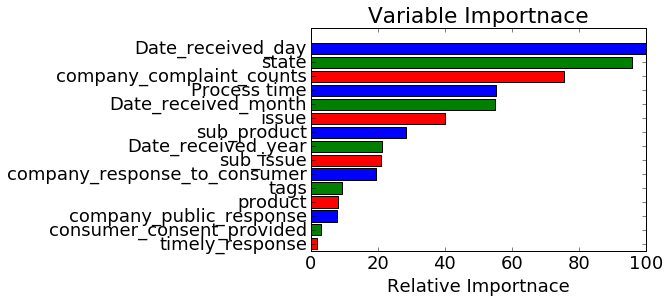 Variable Importnace
Date_received_day
state
company_complaint_counts
Process time
Date_received_month
issue
sub_product
Date_received_year
sub_issue
company_response_to_consumer
tags
product
company_public_response
consumer_consent_provided
timely_response
0 20 40 60 80 100
Relative Importnace